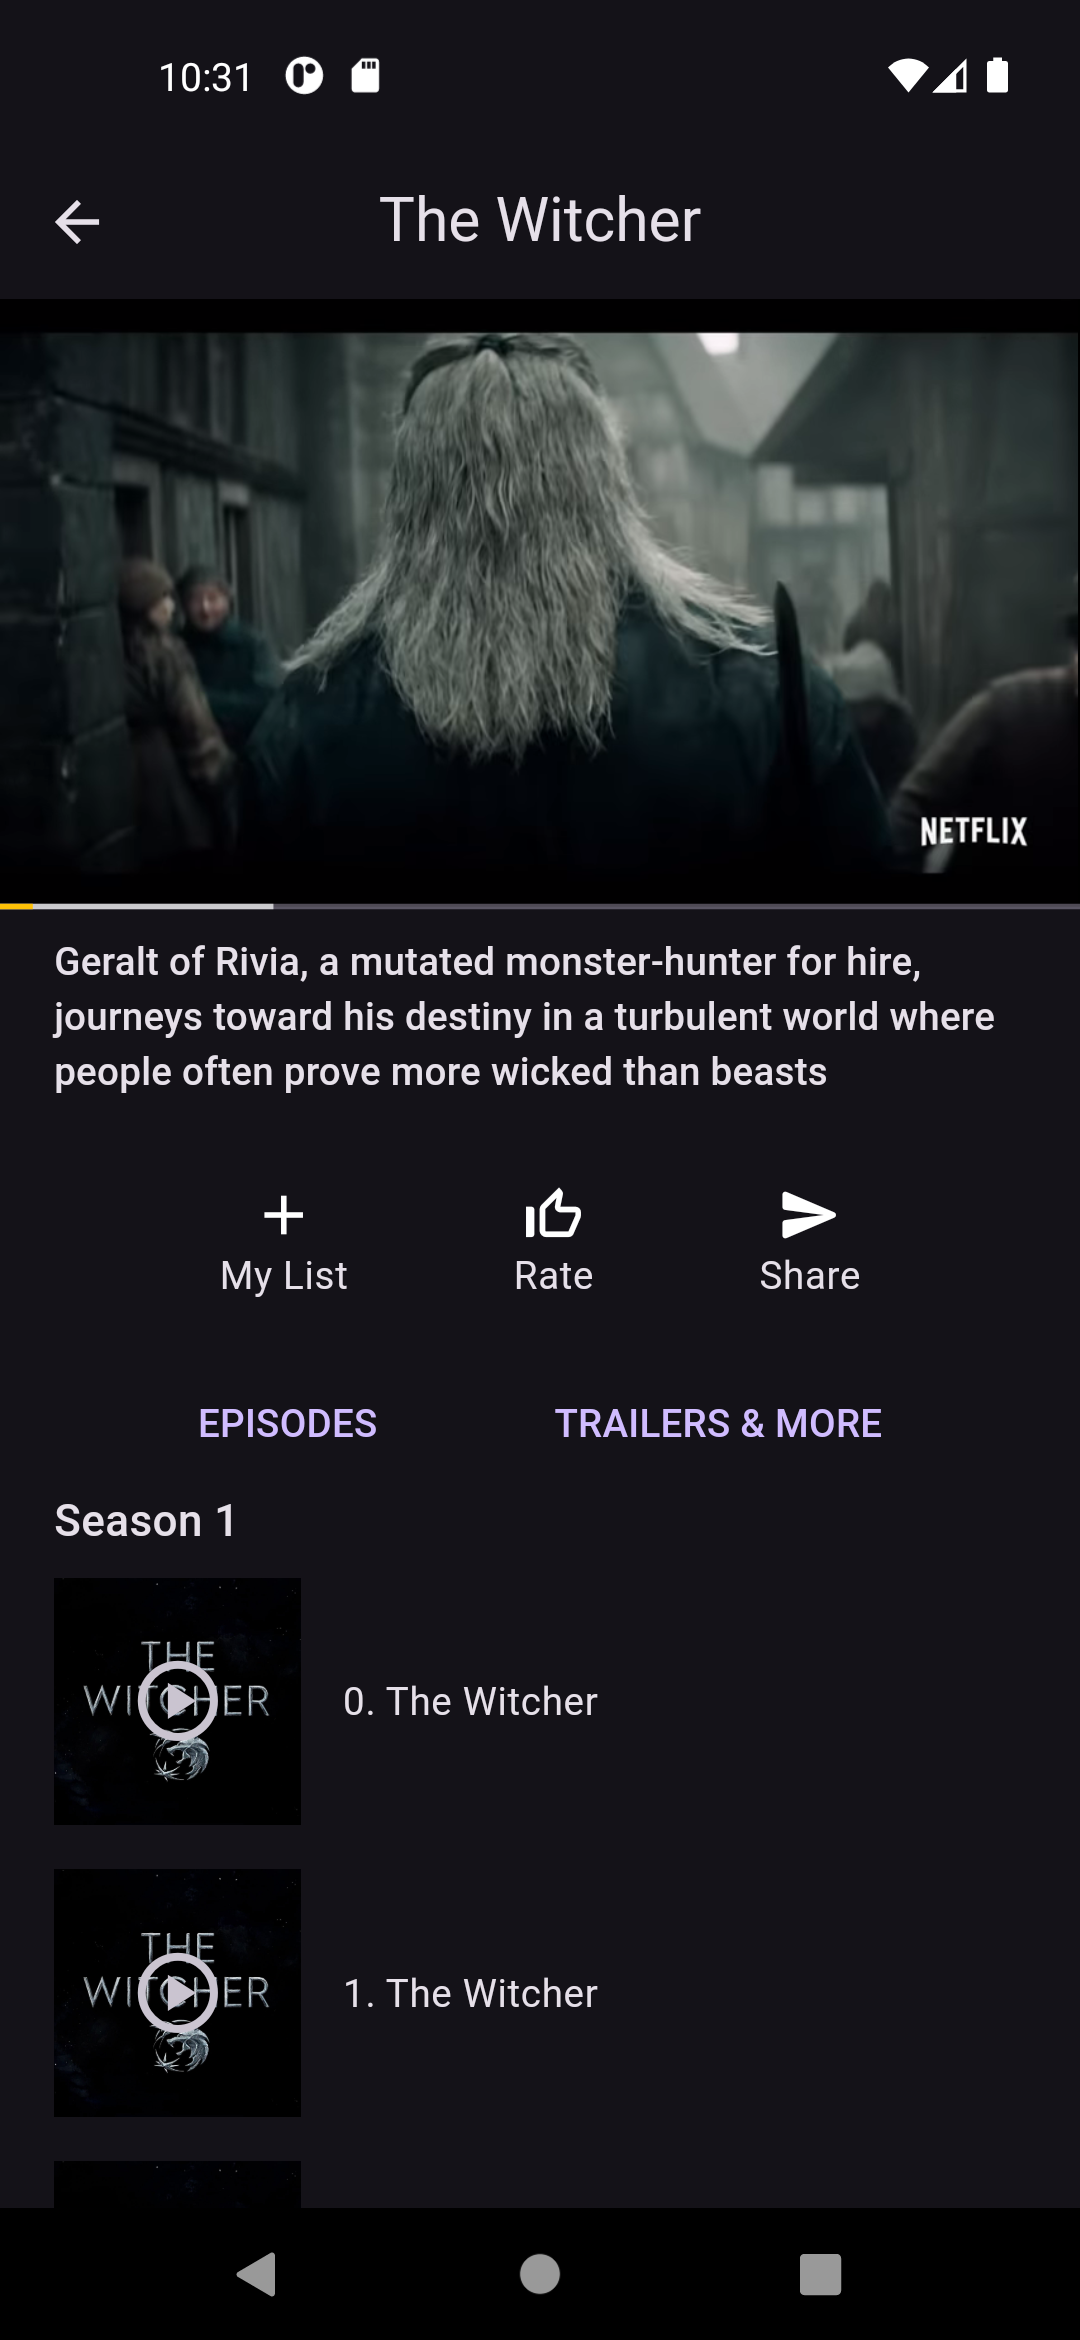 10:31
The Witcher
NETFLIX
Geralt of Rivia, a mutated monster-hunter for hire,
journeys toward his destiny in a turbulent world where
people often prove more wicked than beasts
My List
Rate
Share
EPISODES
TRAILERS & MORE
Season 1
THE
WITCHER
0. The Witcher
THE
WITCHER
1. The Witcher